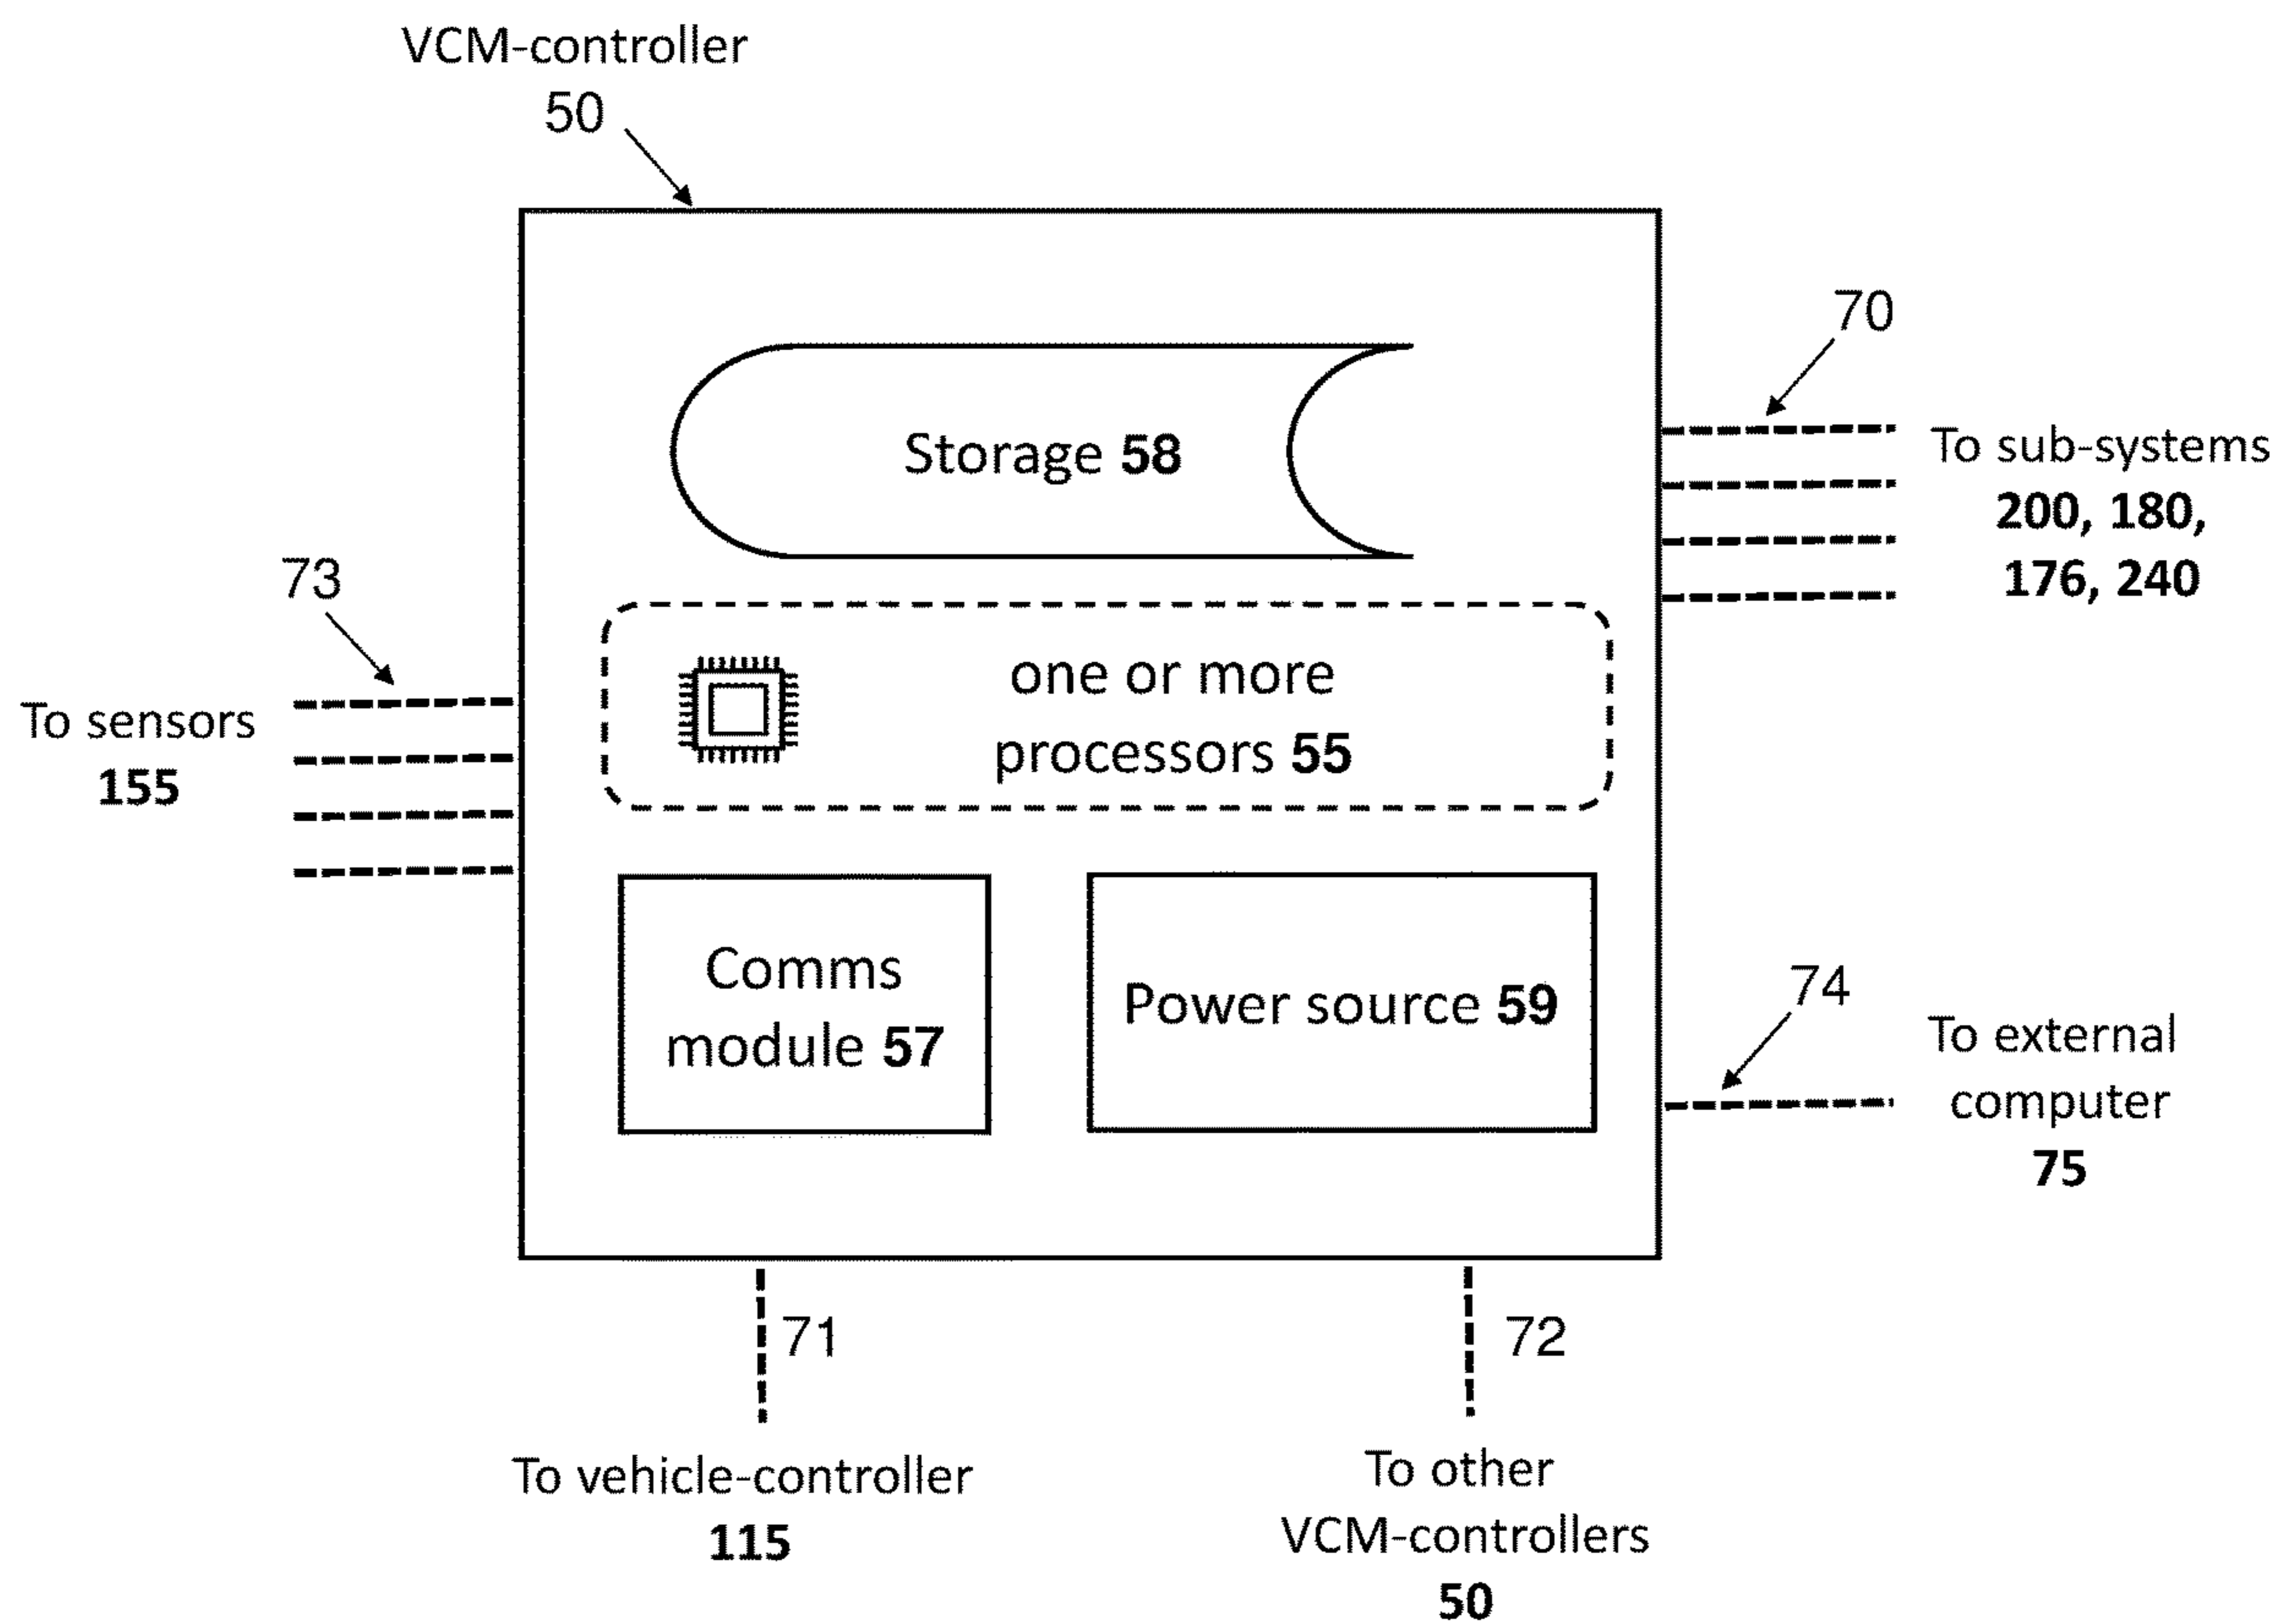 VCM-controller
50
70
Storage 58
To sub-systems
200, 180,
176, 240
73
one or more
processors 55
To sensors
155
Comms
module 57
Power source 59
74
To external
computer
75
71
72
To vehicle-controller
115
To other
VCM-controllers
50